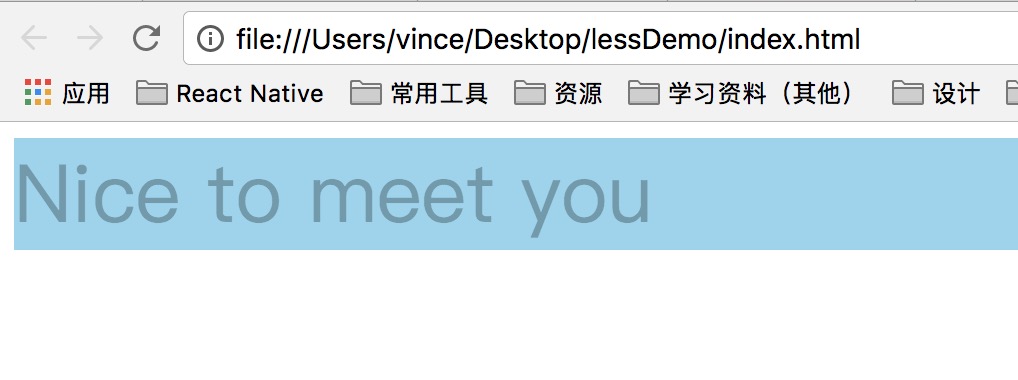 file:///Users/vince/Desktop/lessDemo/index.html
应用 React Native 常用工具 资源 学习资料（其他） 设计
Nice to meet you